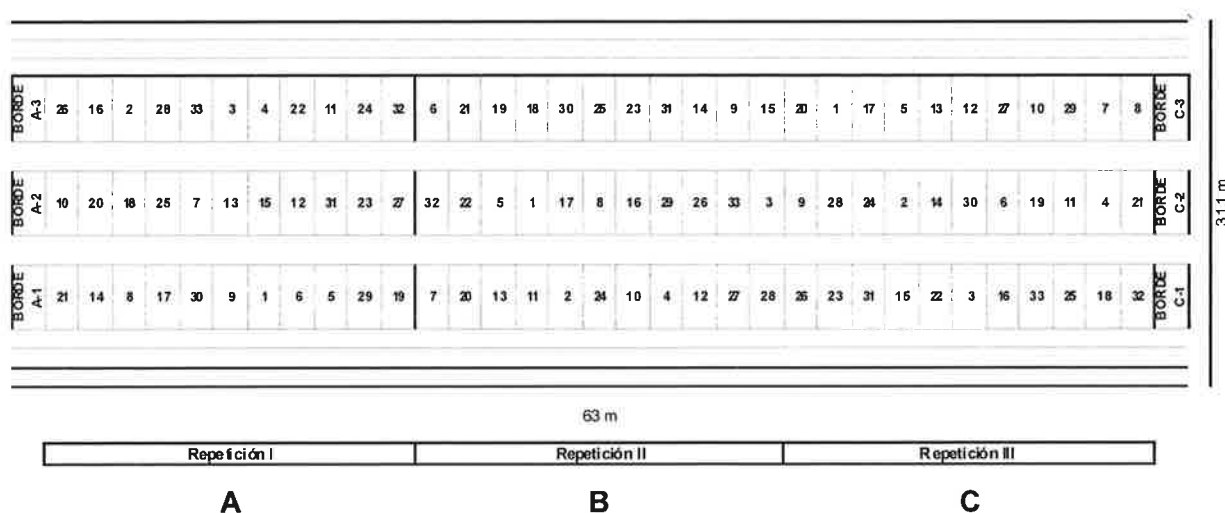 BORDE A-3 26 16 2 28 33 3 4 22 11 24 32 6 21 19 18 30 25 23 31 14 9 15 20 1 17 5 13 12 27 10 29 7 8 BORDE C-3
BORDE A-2 10 20 18 25 7 13 15 12 31 23 27 32 22 5 1 17 8 16 29 26 33 3 9 28 24 2 14 30 6 19 11 4 21 BORDE C-2
BORDE A-1 21 14 8 17 30 9 1 6 5 29 19 7 20 13 11 2 24 10 4 12 27 28 26 23 31 15 22 3 16 33 25 18 32 BORDE C-1
311 m
63 m
Repetición I Repetición II Repetición III
A B C